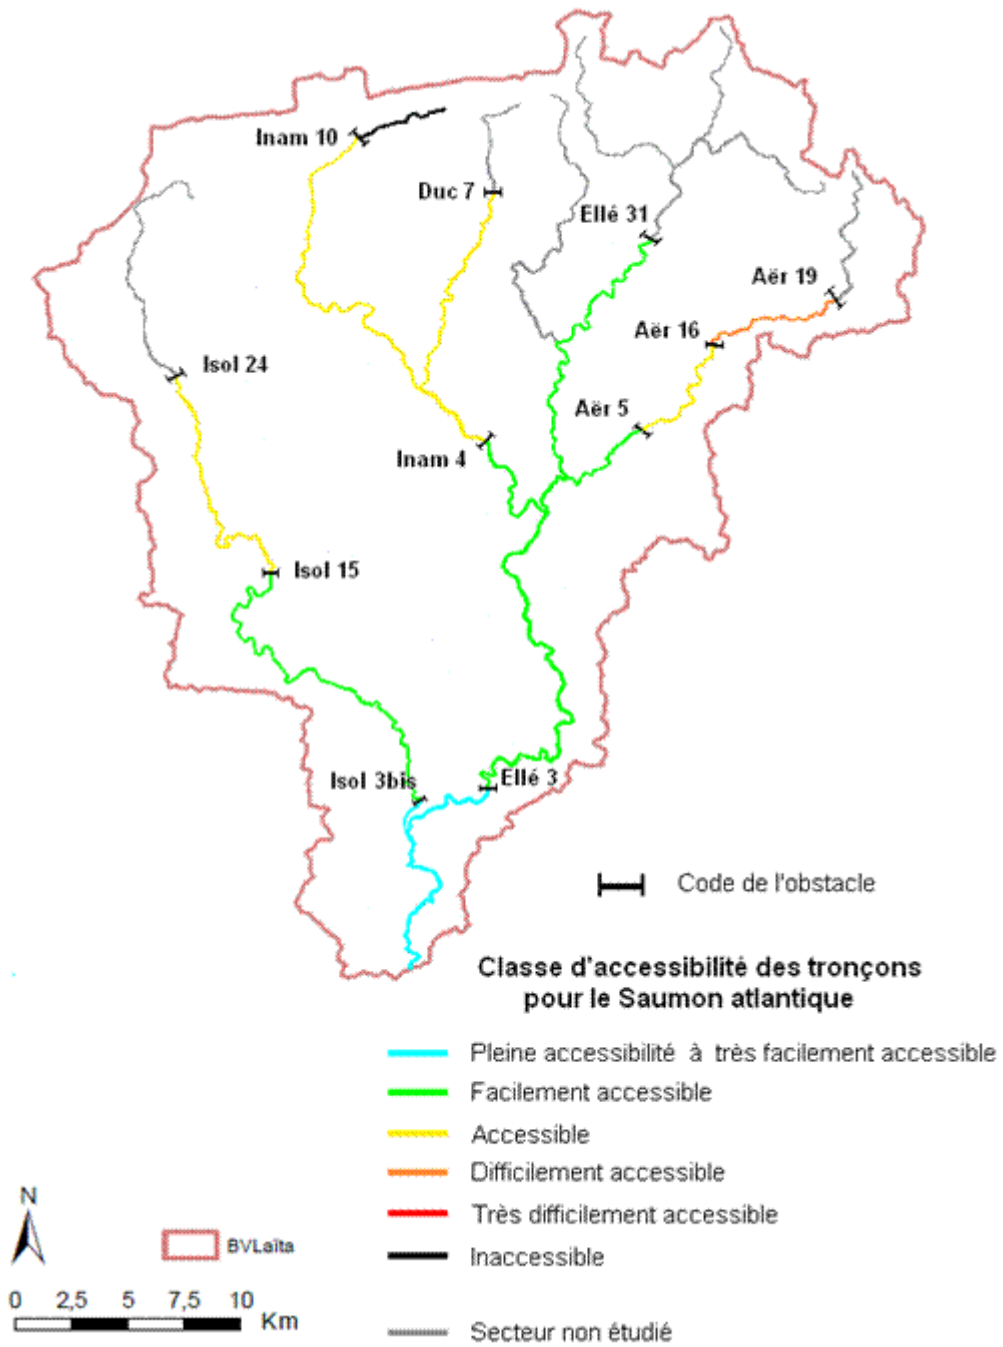 Inam 10
Duc 7
Ellé 31
Aër 19
Aër 16
Isol 24
Aër 5
Inam 4
Isol 15
Isol 3bis
Ellé 3
Code de l'obstacle
Classe d'accessibilité des tronçons
pour le Saumon atlantique
Pleine accessibilité à très facilement accessible
Facilement accessible
Accessible
Difficilement accessible
Très difficilement accessible
Inaccessible
Secteur non étudié
N
BVLaïta
0 2,5 5 7,5 10
Km